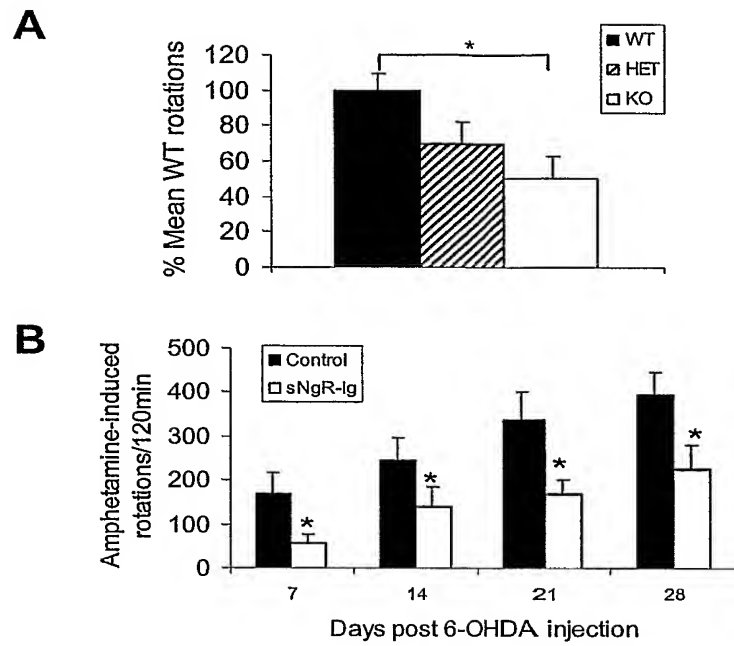 A
% Mean WT rotations
120
100
80
60
40
20
0
*
WT
HET
KO
B
Amphetamine-induced
rotations/120min
500
400
300
200
100
0
Control
sNgR-Ig
*
*
*
*
7
14
21
28
Days post 6-OHDA injection